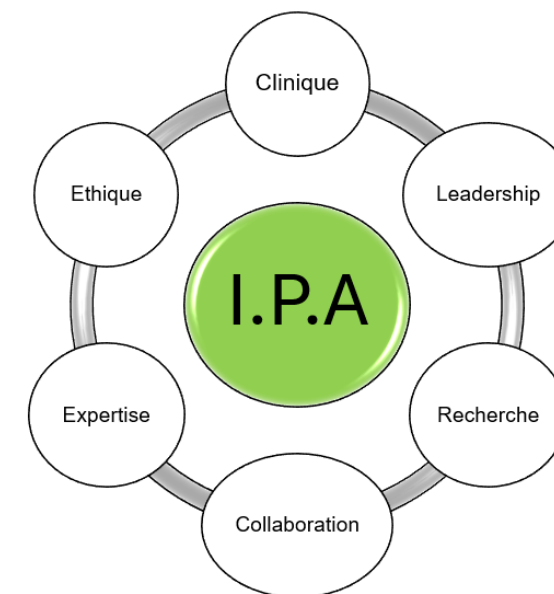 Clinique
Ethique
Leadership
I.P.A
Expertise
Recherche
Collaboration